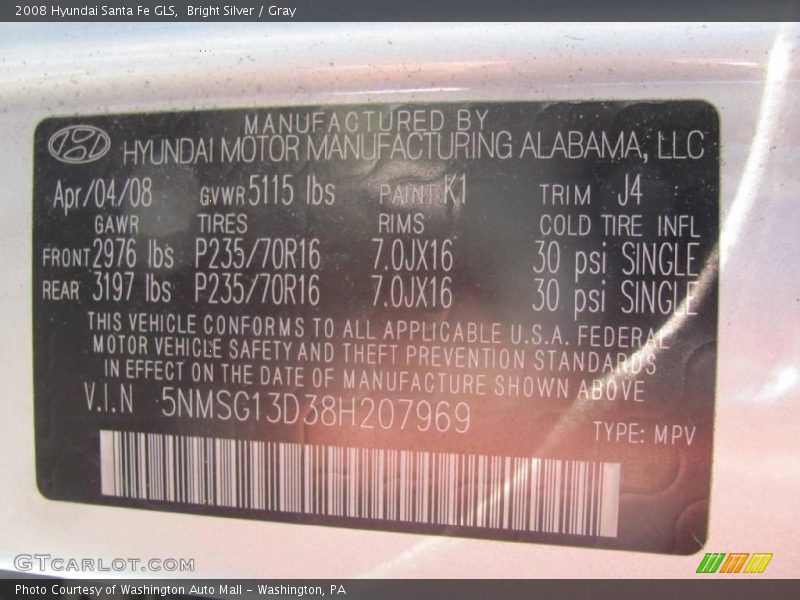 2008 Hyundai Santa Fe GLS,  Bright Silver / Gray
MANUFACTURED BY
HYUNDAI MOTOR MANUFACTURING ALABAMA, LLC
Apr/04/08 GVWR 5115 lbs PAINT K1 TRIM J4
GAWR TIRES RIMS COLD TIRE INFL
FRONT 2976 lbs P235/70R16 7.0JX16 30 psi SINGLE
REAR 3197 lbs P235/70R16 7.0JX16 30 psi SINGLE
THIS VEHICLE CONFORMS TO ALL APPLICABLE U.S.A. FEDERAL
MOTOR VEHICLE SAFETY AND THEFT PREVENTION STANDARDS
IN EFFECT ON THE DATE OF MANUFACTURE SHOWN ABOVE
V.I.N 5NMSG13D38H207969
TYPE: MPV
GTCARLOT.COM
Photo Courtesy of Washington Auto Mall - Washington, PA